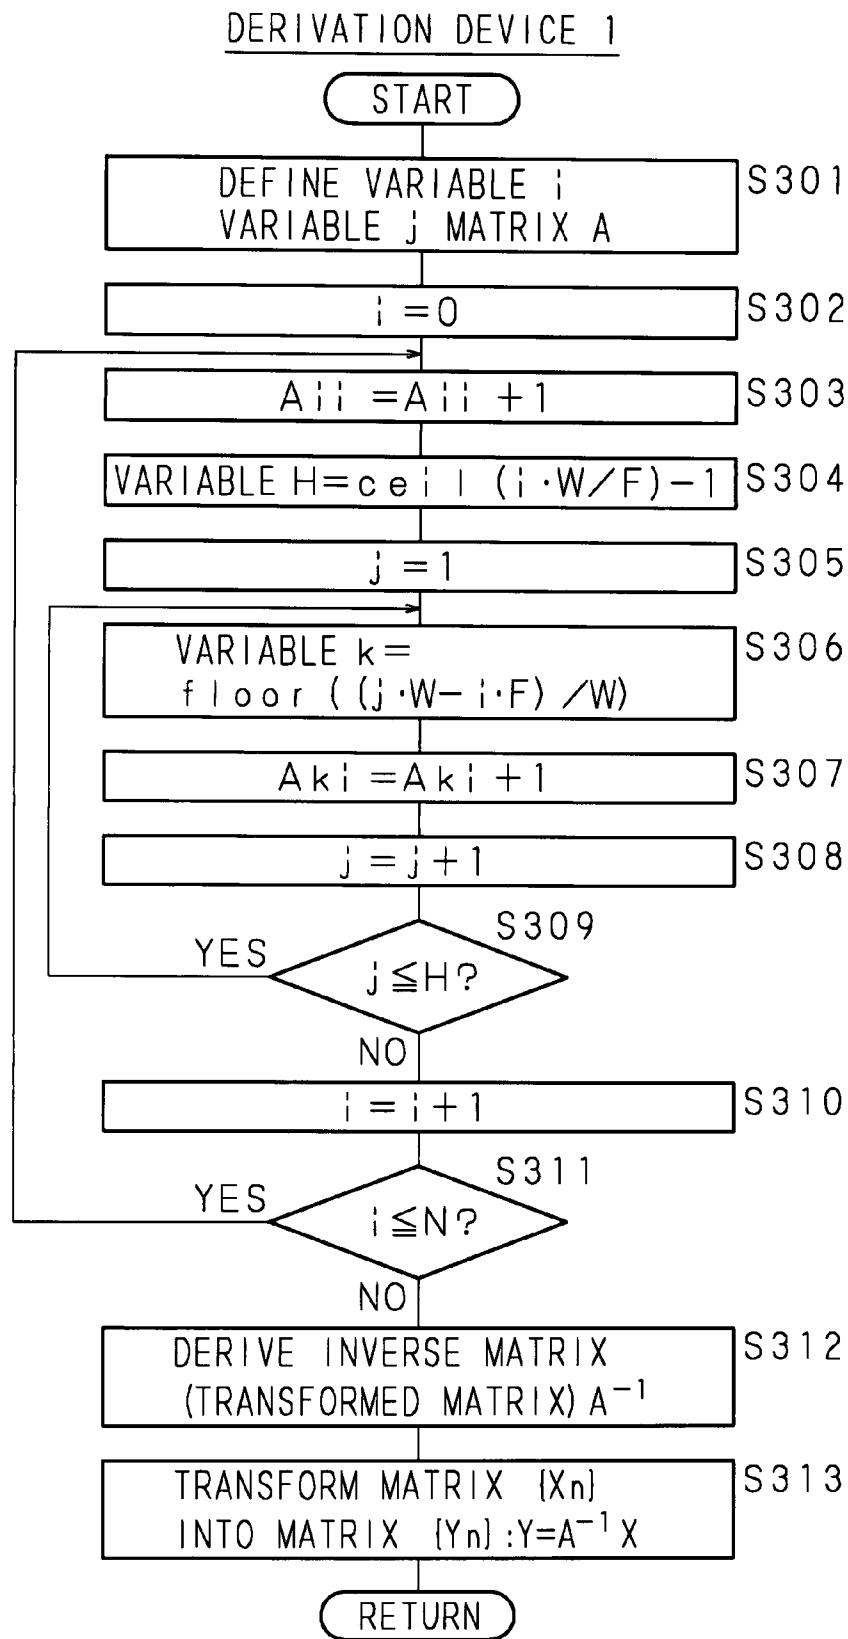 DERIVATION DEVICE 1
START
DEFINE VARIABLE i
VARIABLE j MATRIX A
S301
i=0
S302
Aii=Aii+1
S303
VARIABLE H=ceil(i·W/F)-1
S304
j=1
S305
VARIABLE k=
floor((j·W-i·F)/W)
S306
Aki=Aki+1
S307
j=j+1
S308
S309
YES
j≦H?
NO
i=i+1
S310
S311
YES
i≦N?
NO
DERIVE INVERSE MATRIX
(TRANSFORMED MATRIX)A⁻¹
S312
TRANSFORM MATRIX {Xn}
INTO MATRIX {Yn}:Y=A⁻¹X
S313
RETURN